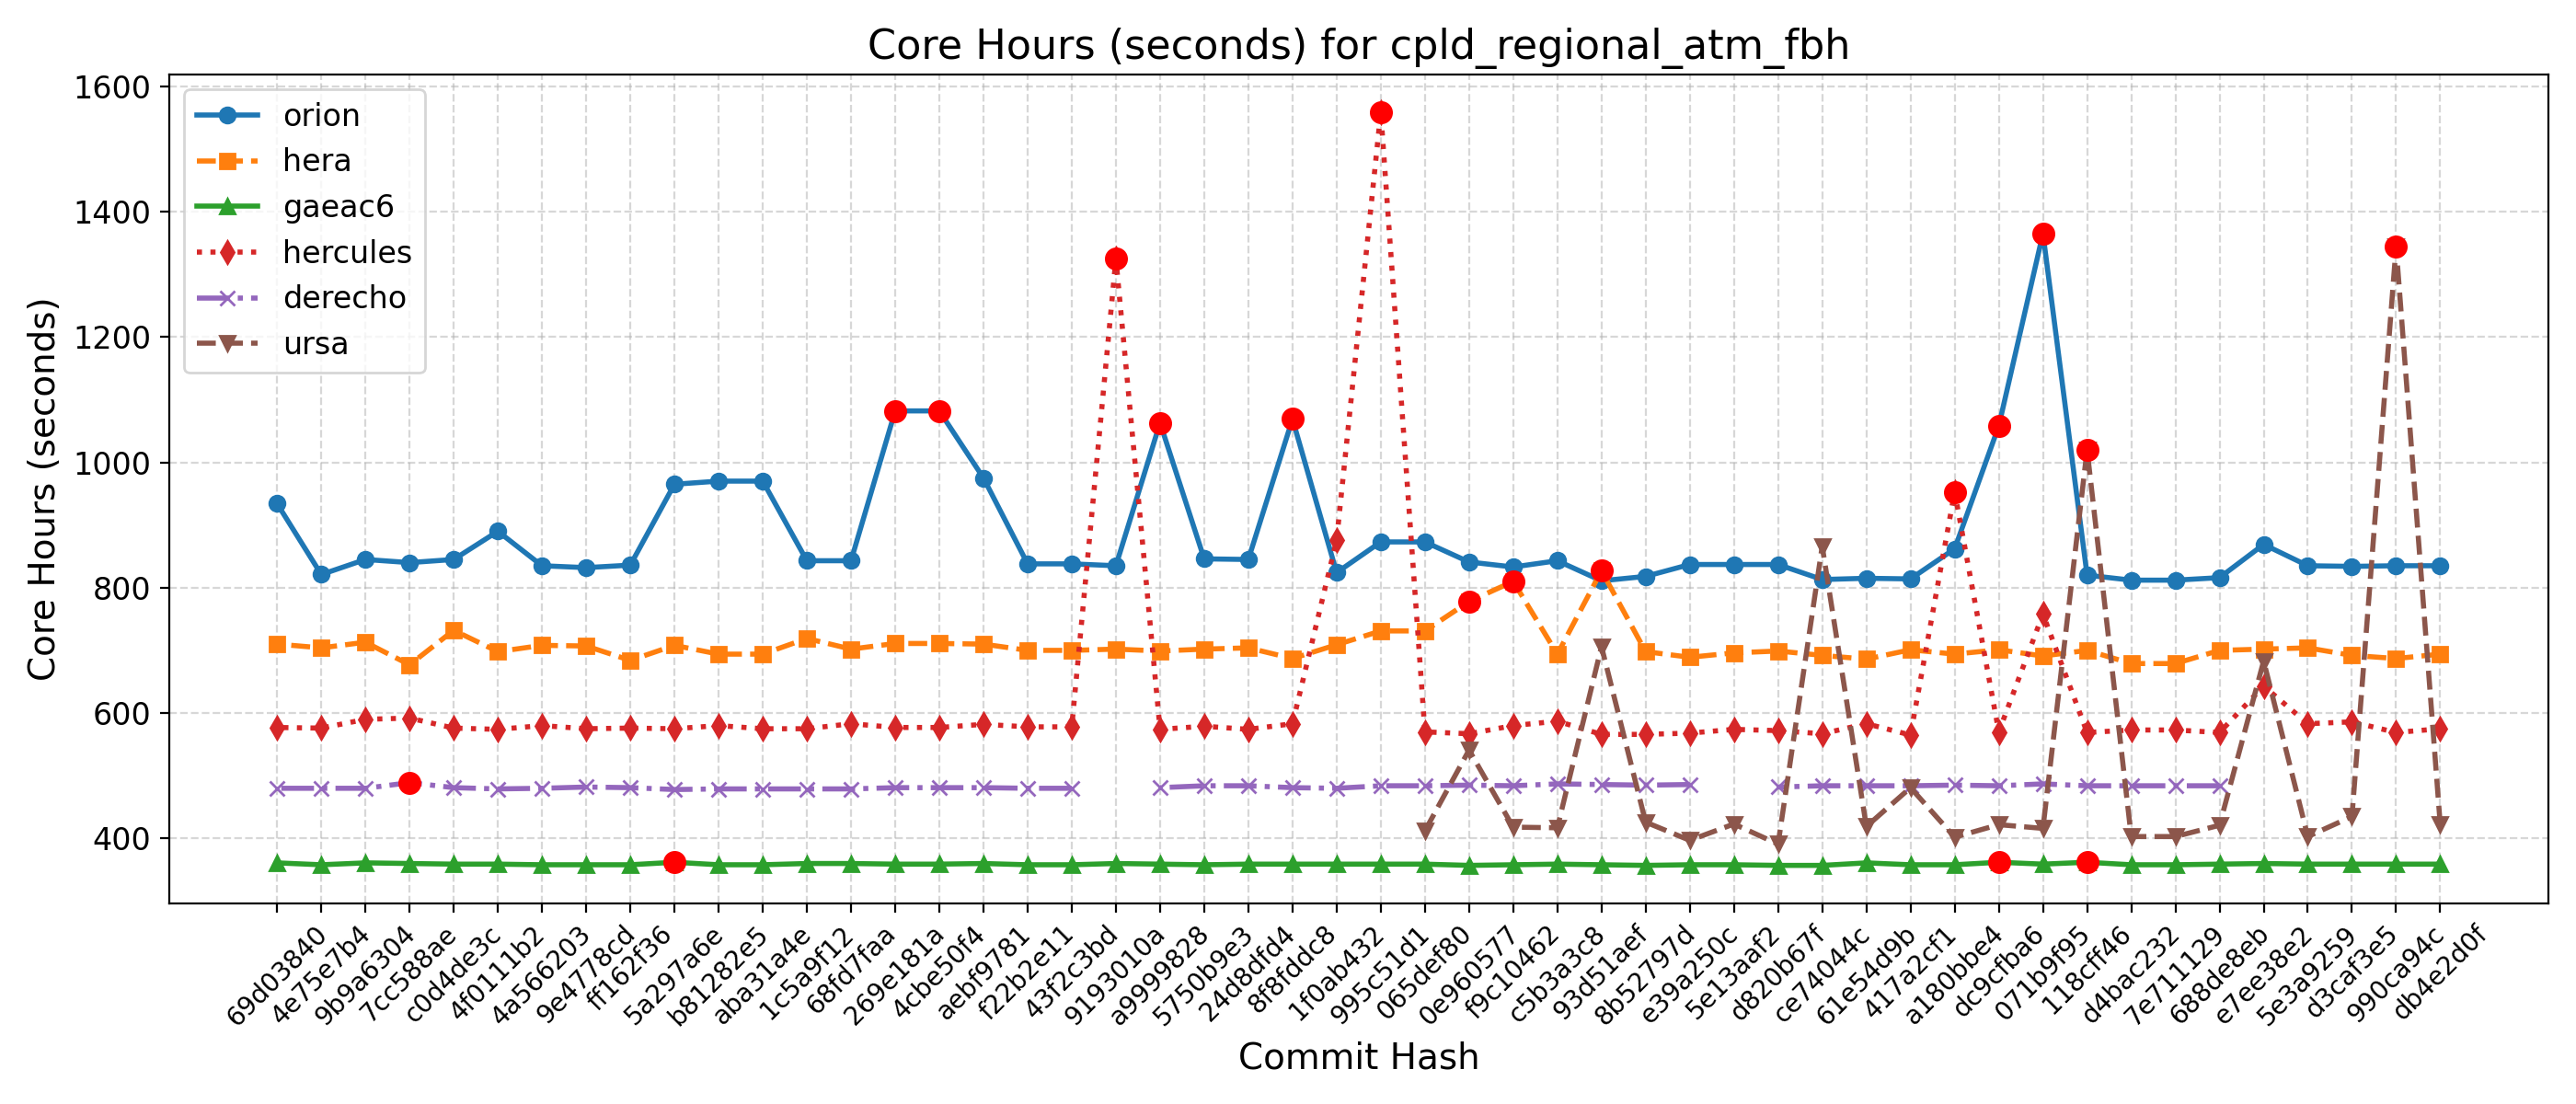 Core Hours (seconds) for cpld_regional_atm_fbh
Core Hours (seconds)
1600
1400
1200
1000
800
600
400
orion
hera
gaeac6
hercules
derecho
ursa
69d03840
4e75e7b4
9b9a6304
7cc588ae
c0d4de3c
4f0111b2
4a566203
9e4778cd
ff162f36
5a297a6e
b81282e5
aba31a4e
1c5a9f12
68fd7faa
269e181a
4cbe50f4
aebf9781
f22b2e11
43f2c3bd
9193010a
a9999828
5750b9e3
24d8dfd4
8f8fddc8
1f0ab432
995c51d1
065def80
0e960577
f9c10462
c5b3a3c8
93d51aef
8b52797d
e39a250c
5e13aaf2
d820b67f
ce74044c
61e54d9b
417a2cf1
a180bbe4
dc9cfba6
071b9f95
118cff46
d4bac232
7e711129
688de8eb
e7ee38e2
5e3a9259
d3caf3e5
990ca94c
db4e2d0f
Commit Hash